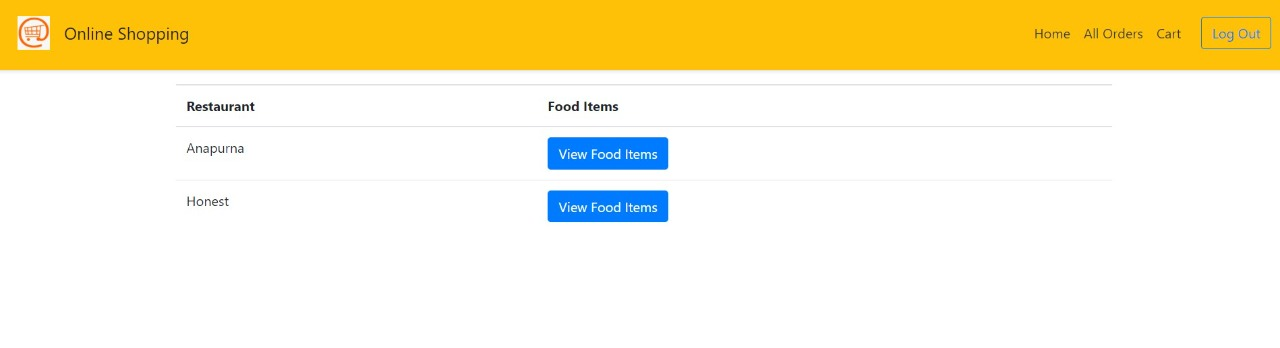 Online Shopping Home All Orders Cart Log Out
Restaurant Food Items
Anapurna View Food Items
Honest View Food Items